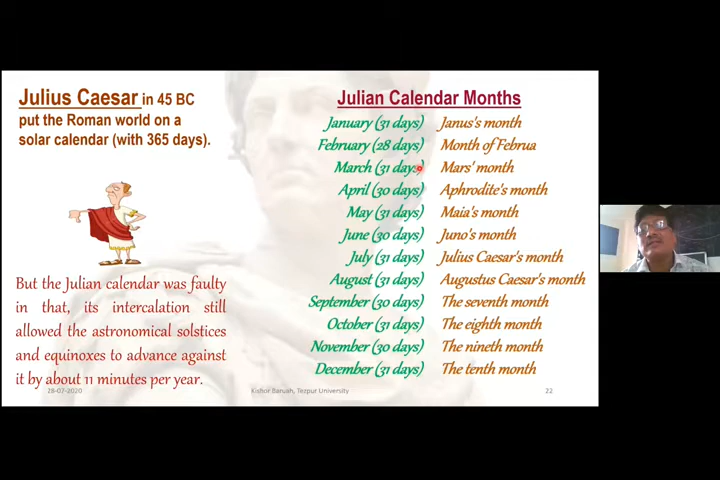 Julius Caesar in 45 BC
put the Roman world on a
solar calendar (with 365 days).
But the Julian calendar was faulty
in that, its intercalation still
allowed the astronomical solstices
and equinoxes to advance against
it by about 11 minutes per year.
Julian Calendar Months
January (31 days) Janus's month
February (28 days) Month of Februa
March (31 days) Mars' month
April (30 days) Aphrodite's month
May (31 days) Maia's month
June (30 days) Juno's month
July (31 days) Julius Caesar's month
August (31 days) Augustus Caesar's month
September (30 days) The seventh month
October (31 days) The eighth month
November (30 days) The nineth month
December (31 days) The tenth month
28-07-2020 Kishor Baruah, Tezpur University 22